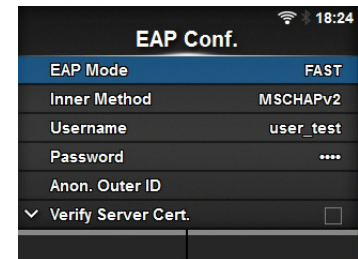 18:24
EAP Conf.
EAP Mode FAST
Inner Method MSCHAPv2
Username user_test
Password ••••
Anon. Outer ID
Verify Server Cert.